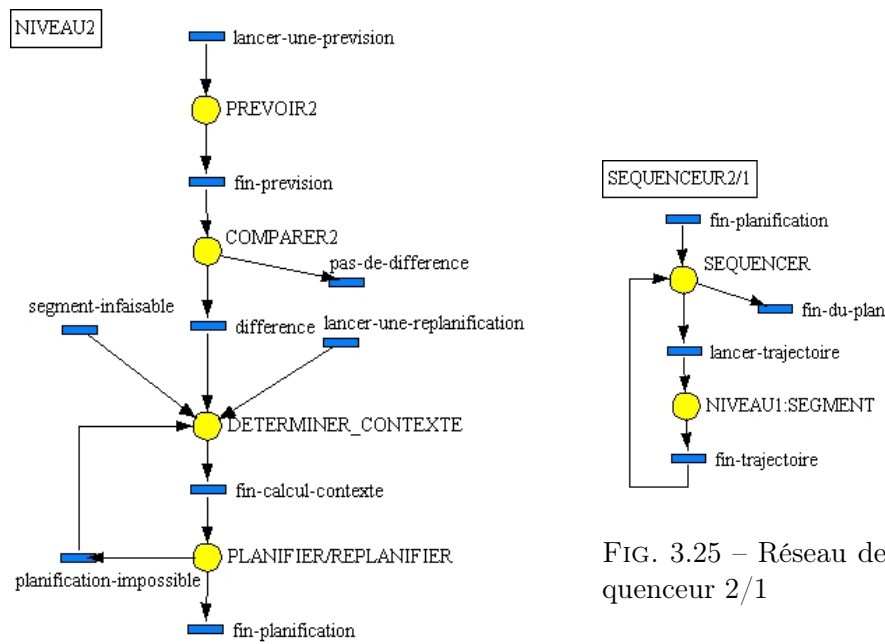 NIVEAU2
lancer-une-prevision
PREVOIR2
fin-prevision
COMPARER2
pas-de-difference
segment-infaisable
difference
lancer-une-replanification
DETERMINER_CONTEXTE
fin-calcul-contexte
PLANIFIER/REPLANIFIER
planification-impossible
fin-planification
SEQUENCEUR2/1
fin-planification
SEQUENCER
fin-du-plan
lancer-trajectoire
NIVEAU1:SEGMENT
fin-trajectoire
FIG. 3.25 – Réseau de
quenceur 2/1